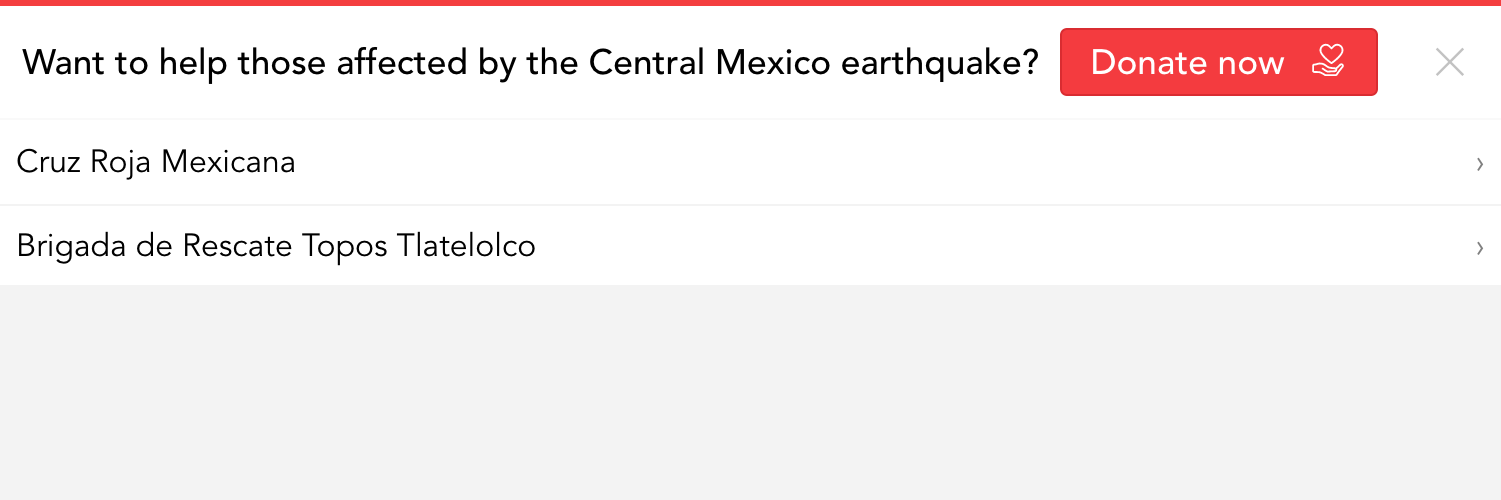 Want to help those affected by the Central Mexico earthquake? Donate now
Cruz Roja Mexicana
Brigada de Rescate Topos Tlatelolco